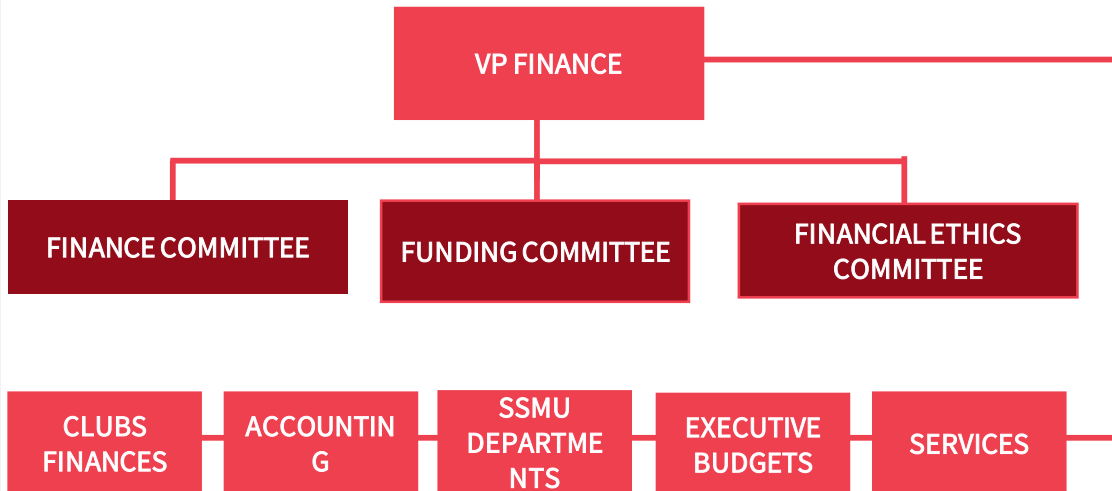 VP FINANCE
FINANCE COMMITTEE
FUNDING COMMITTEE
FINANCIAL ETHICS
COMMITTEE
CLUBS
FINANCES
ACCOUNTIN
G
SSMU
DEPARTME
NTS
EXECUTIVE
BUDGETS
SERVICES